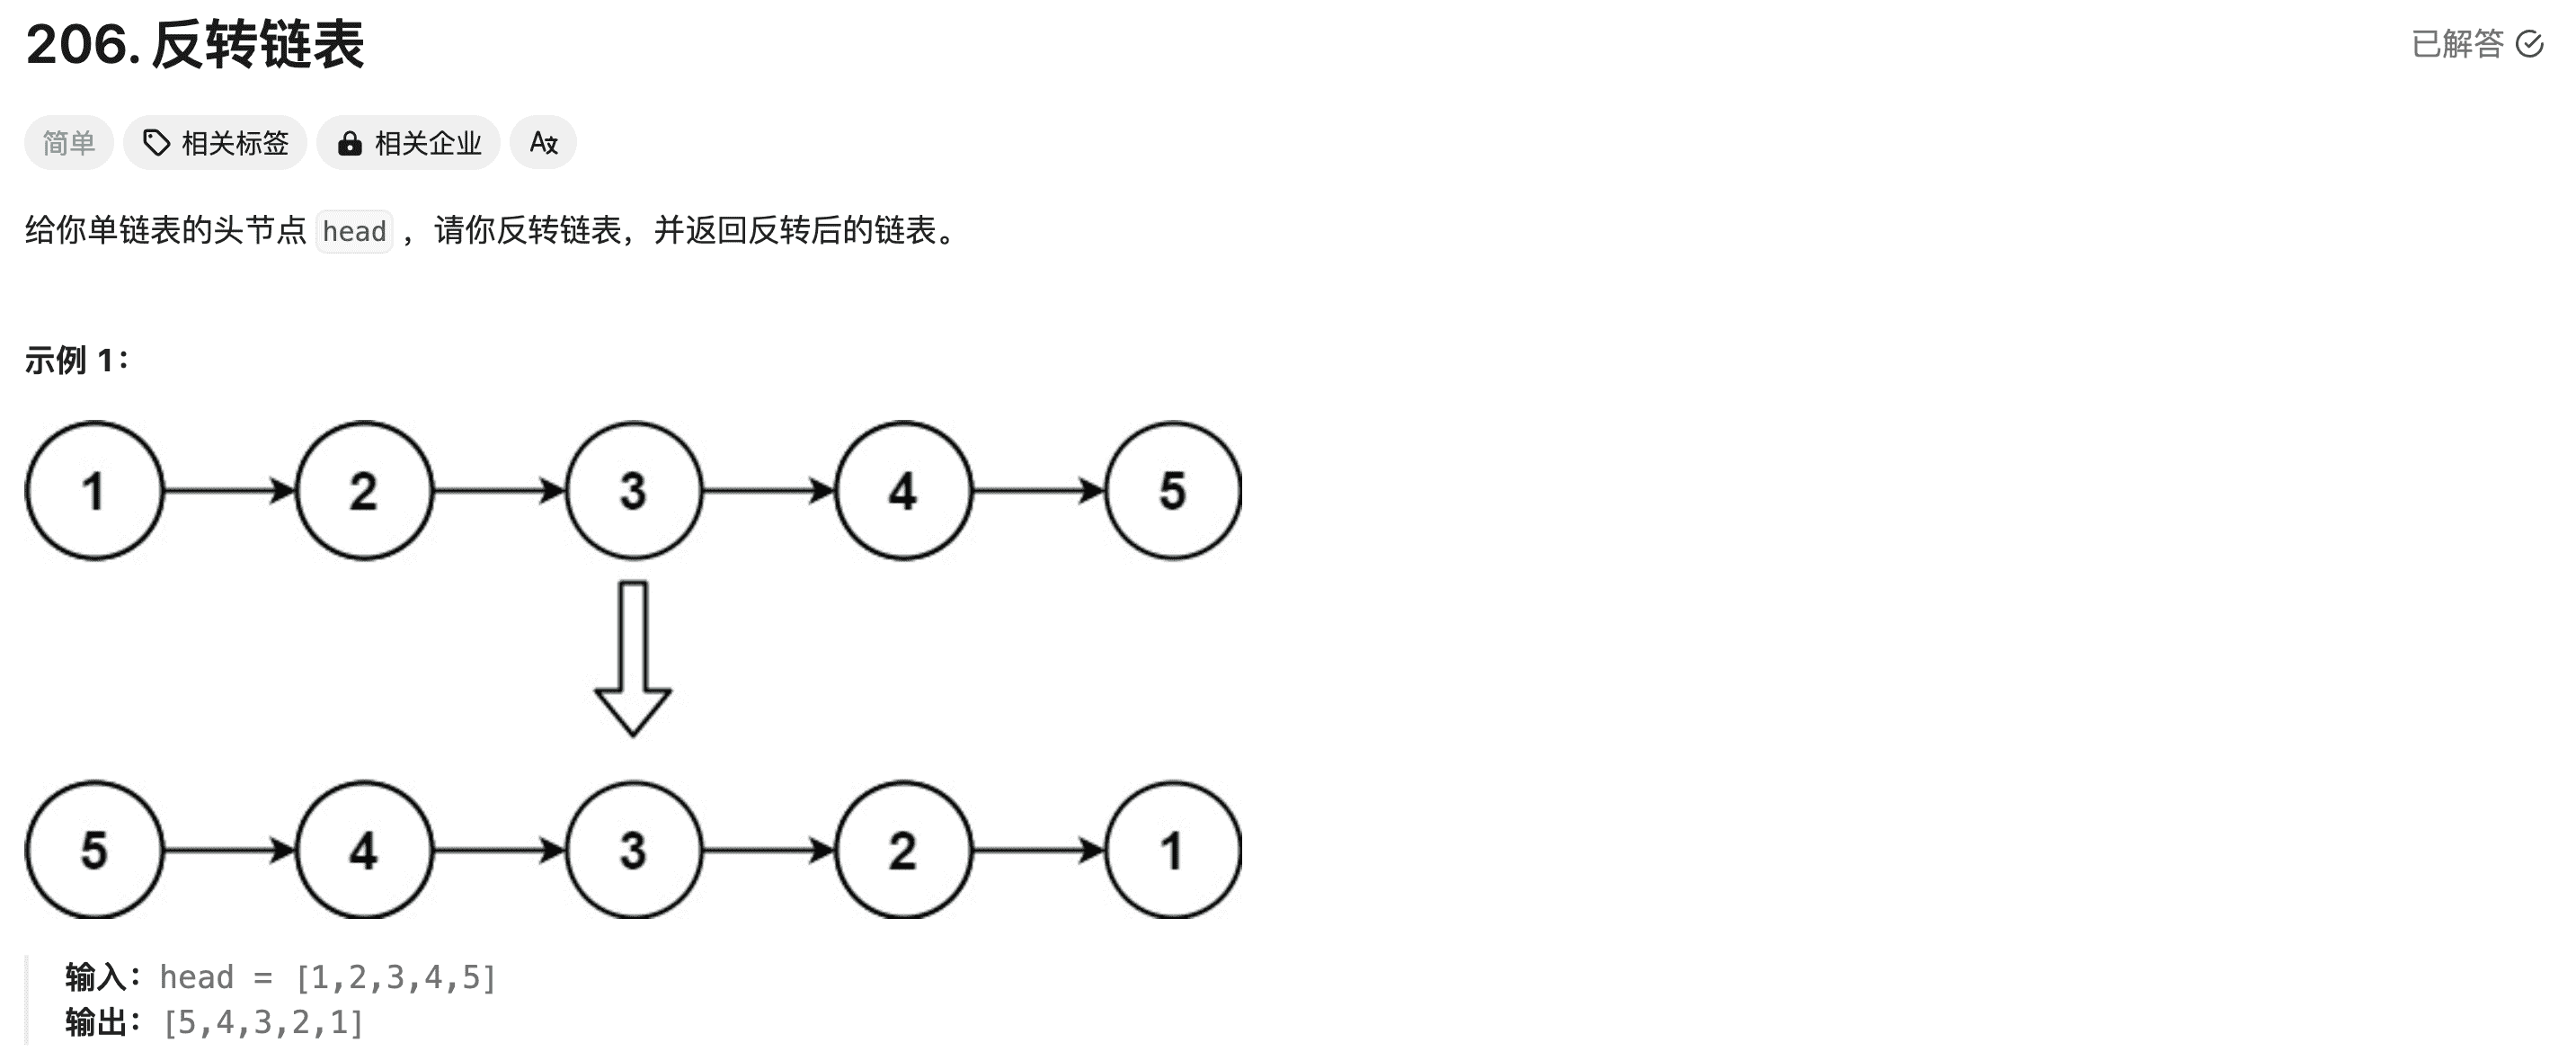 206. 反转链表
已解答
简单 相关标签 相关企业 A文
给你单链表的头节点 head ，请你反转链表，并返回反转后的链表。
示例 1：
1 2 3 4 5
5 4 3 2 1
输入：head = [1,2,3,4,5]
输出：[5,4,3,2,1]